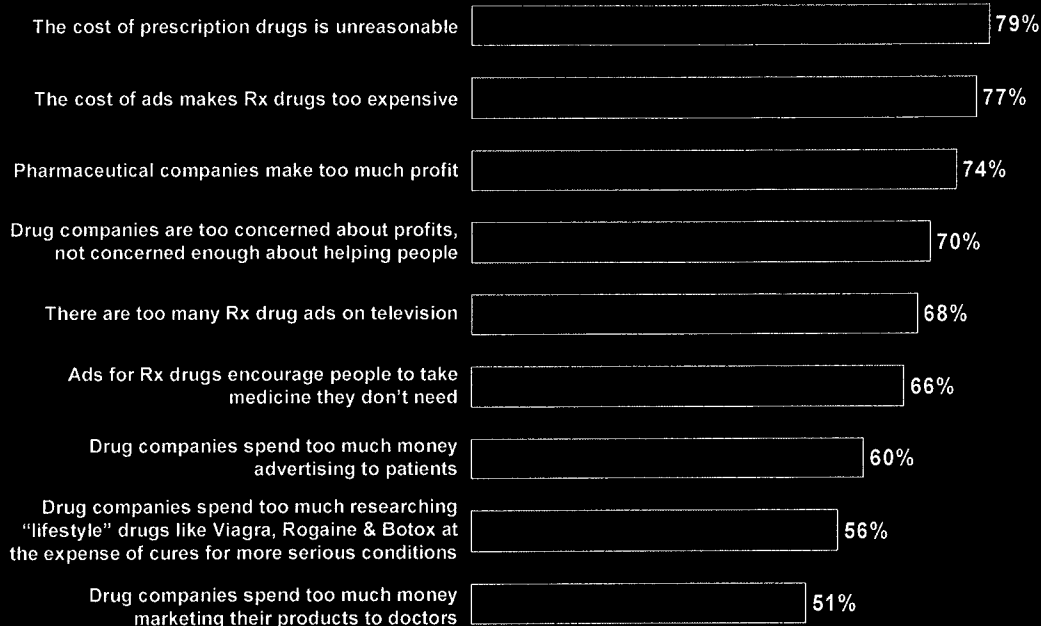 The cost of prescription drugs is unreasonable
79%
The cost of ads makes Rx drugs too expensive
77%
Pharmaceutical companies make too much profit
74%
Drug companies are too concerned about profits,
not concerned enough about helping people
70%
There are too many Rx drug ads on television
68%
Ads for Rx drugs encourage people to take
medicine they don't need
66%
Drug companies spend too much money
advertising to patients
60%
Drug companies spend too much researching
"lifestyle" drugs like Viagra, Rogaine & Botox at
the expense of cures for more serious conditions
56%
Drug companies spend too much money
marketing their products to doctors
51%